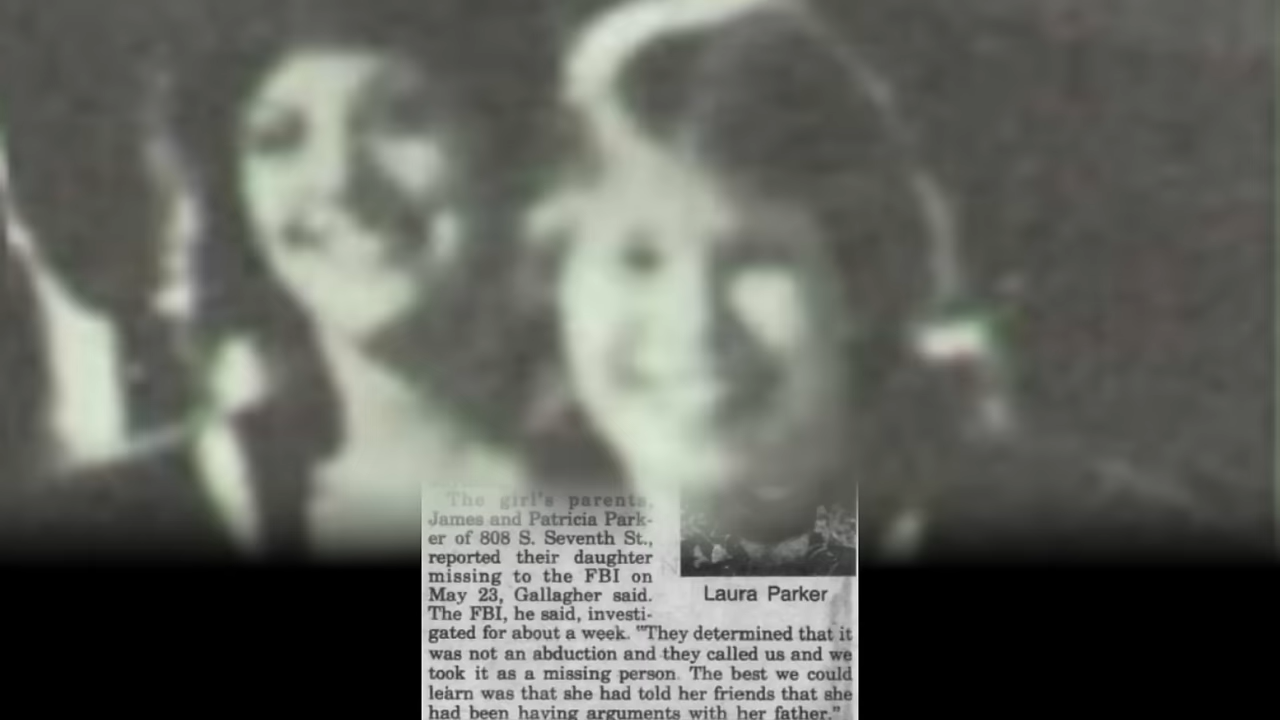 The girl's parents,
James and Patricia Park-
er of 808 S. Seventh St.,
reported their daughter
missing to the FBI on
May 23, Gallagher said.
The FBI, he said, investi-
gated for about a week. "They determined that it
was not an abduction and they called us and we
took it as a missing person. The best we could
learn was that she had told her friends that she
had been having arguments with her father."
Laura Parker